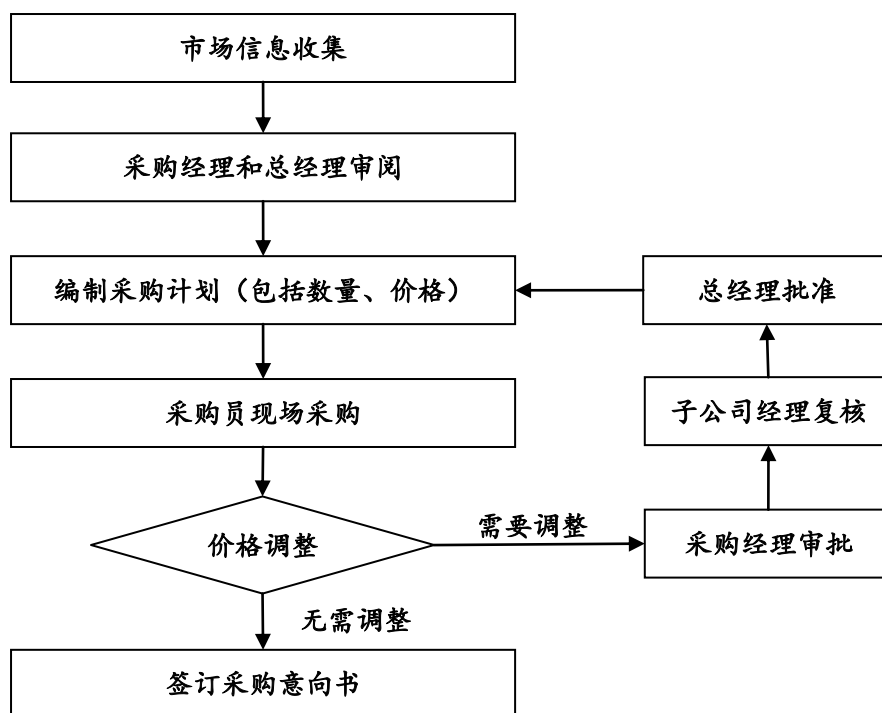 市场信息收集
采购经理和总经理审阅
编制采购计划（包括数量、价格）
总经理批准
采购员现场采购
子公司经理复核
价格调整
需要调整
采购经理审批
无需调整
签订采购意向书